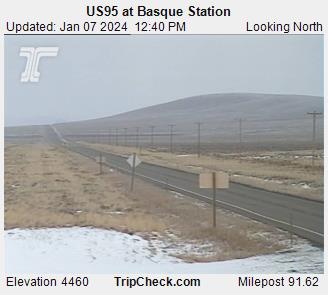 US95 at Basque Station
Updated: Jan 07 2024 12:40 PM Looking North
Elevation 4460 TripCheck.com Milepost 91.62